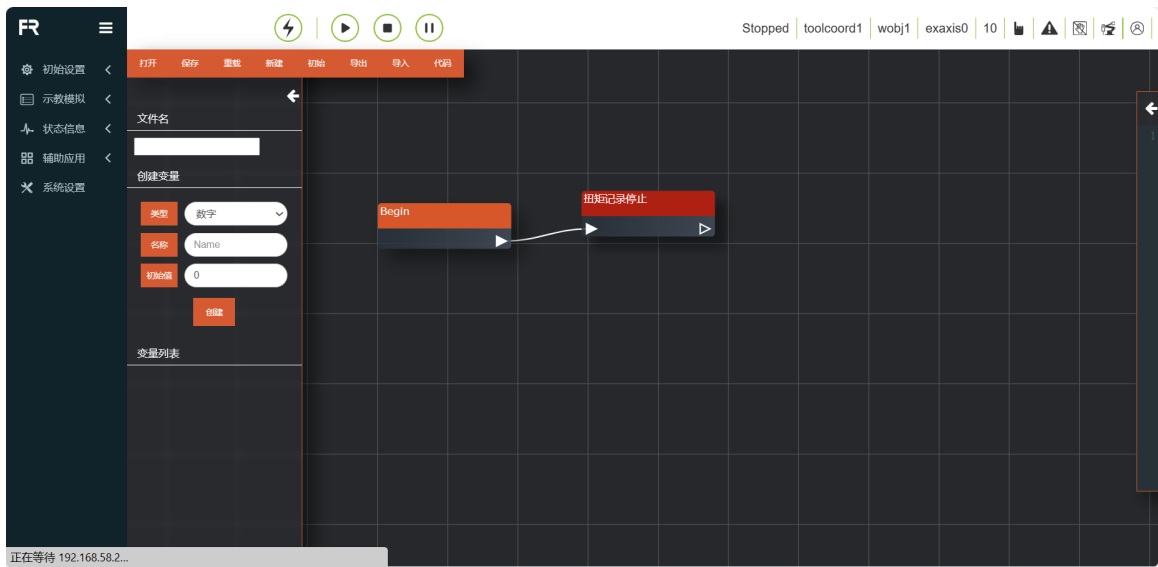 FR
Stopped toolcoord1 wobj1 exaxis0 10
初始设置
示教模拟
状态信息
辅助应用
系统设置
打开 保存 重载 新建 初始 导出 导入 代码
文件名
创建变量
类型 数字
名称 Name
初始值 0
创建
变量列表
Begin
扭矩记录停止
1
正在等待 192.168.58.2...